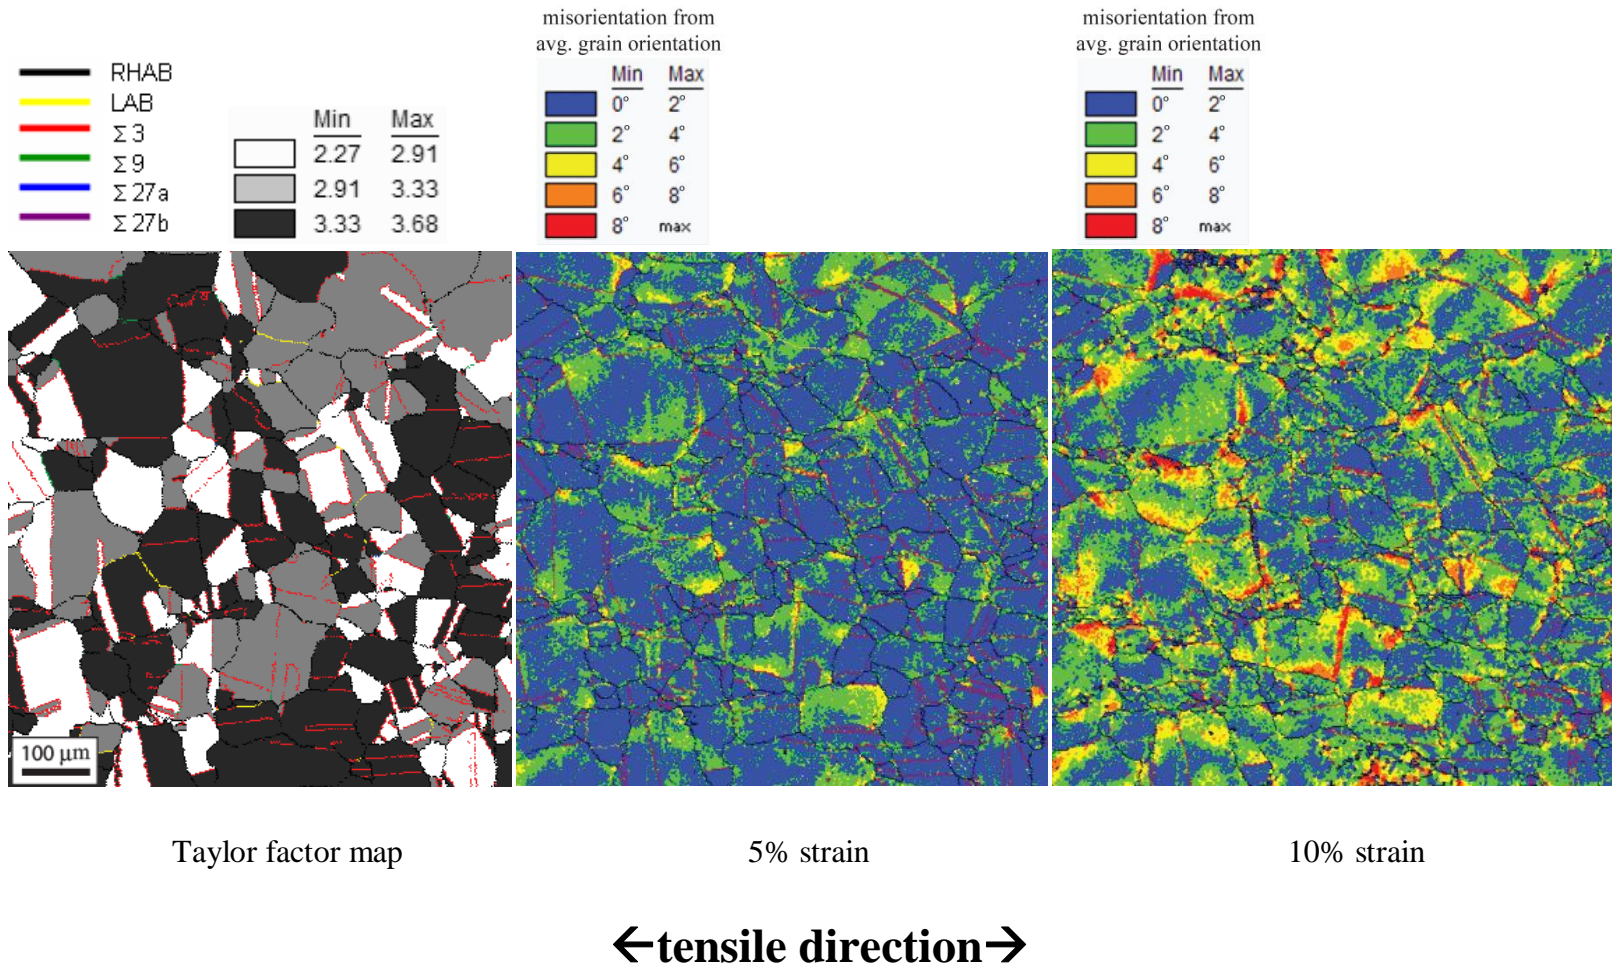 misorientation from
avg. grain orientation
misorientation from
avg. grain orientation
RHAB
LAB
Σ 3
Σ 9
Σ 27a
Σ 27b
Min Max
2.27 2.91
2.91 3.33
3.33 3.68
Min Max
0° 2°
2° 4°
4° 6°
6° 8°
8° max
Min Max
0° 2°
2° 4°
4° 6°
6° 8°
8° max
100 μm
Taylor factor map
5% strain
10% strain
←tensile direction→